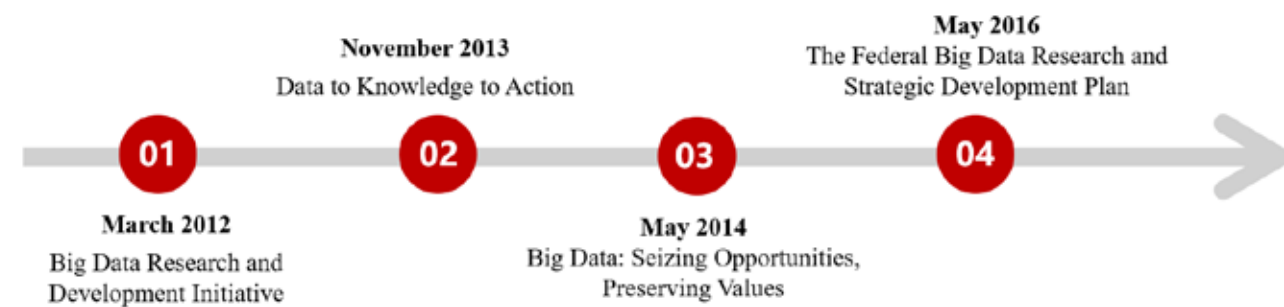 November 2013
Data to Knowledge to Action
May 2016
The Federal Big Data Research and
Strategic Development Plan
01
02
03
04
March 2012
Big Data Research and
Development Initiative
May 2014
Big Data: Seizing Opportunities,
Preserving Values